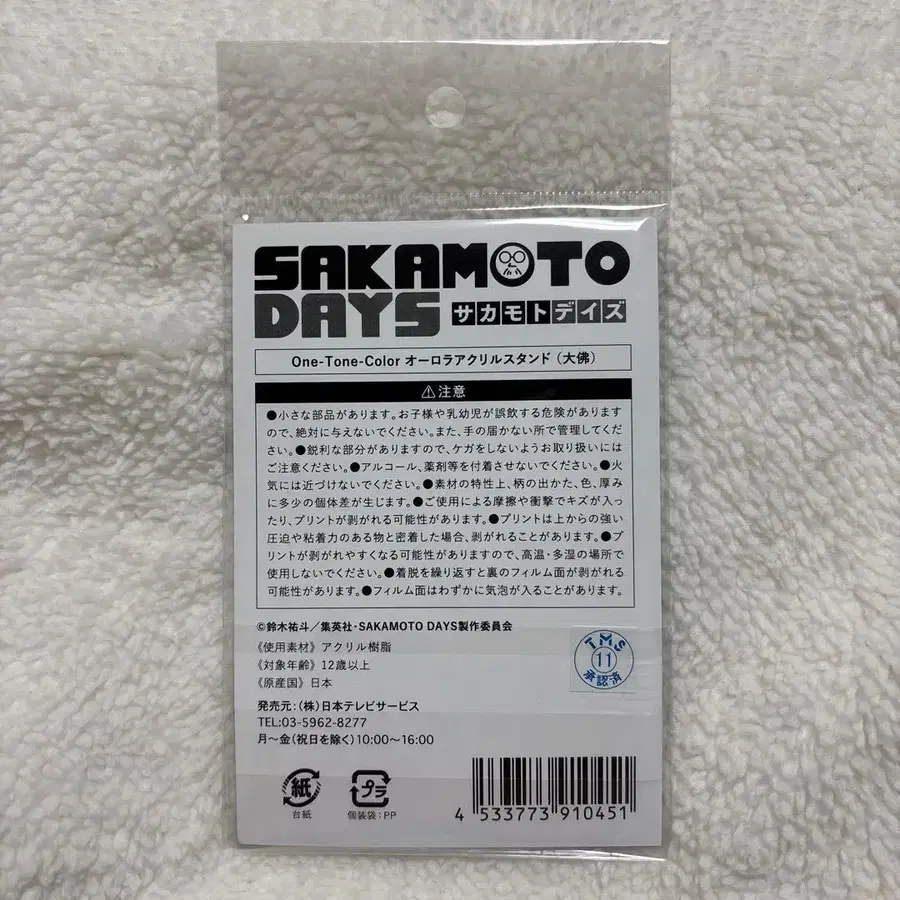 SAKAMOTO
DAYS サカモトデイズ
One-Tone-Color オーロラアクリルスタンド（大佛）
⚠注意
●小さな部品があります。お子様や乳幼児が誤飲する危険があります
ので、絶対に与えないでください。また、手の届かない所で管理してくだ
さい。●鋭利な部分がありますので、ケガをしないようお取り扱いには
ご注意ください。●アルコール、薬剤等を付着させないでください。●火
気には近づけないでください。●素材の特性上、柄の出かた、色、厚み
に多少の個体差が生じます。●ご使用による摩擦や衝撃でキズが入っ
たり、プリントが剥がれる可能性があります。●プリントは上からの強い
圧迫や粘着力のある物と密着した場合、剥がれることがあります。●プ
リントが剥がれやすくなる可能性がありますので、高温・多湿の場所で
使用しないでください。●着脱を繰り返すと裏のフィルム面が剥がれる
可能性があります。●フィルム面はわずかに気泡が入ることがあります。
©鈴木祐斗／集英社・SAKAMOTO DAYS製作委員会
《使用素材》アクリル樹脂
《対象年齢》12歳以上
《原産国》日本
TMS
11
承認済
発売元：(株)日本テレビサービス
TEL:03-5962-8277
月〜金(祝日を除く)10:00〜16:00
紙
台紙
プラ
個装袋：PP
4 533773 910451